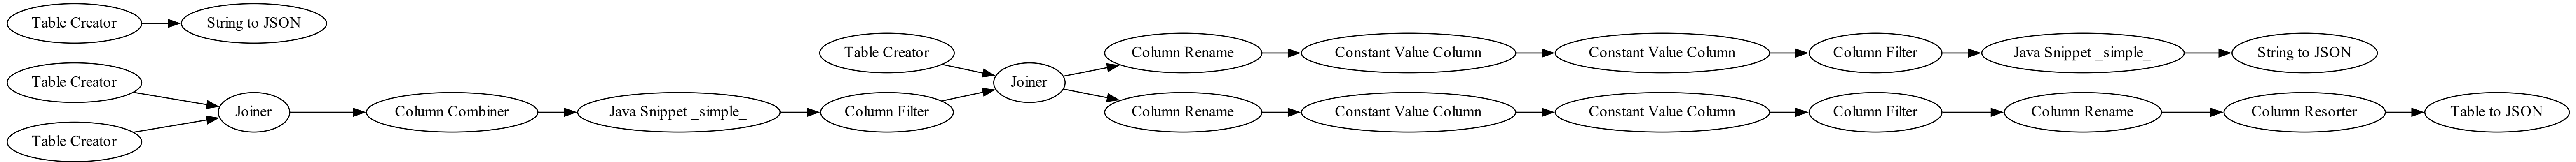 Table Creator
String to JSON
Table Creator
Table Creator
Joiner
Column Combiner
Java Snippet _simple_
Column Filter
Table Creator
Joiner
Column Rename
Constant Value Column
Constant Value Column
Column Filter
Java Snippet _simple_
String to JSON
Column Rename
Constant Value Column
Constant Value Column
Column Filter
Column Rename
Column Resorter
Table to JSON